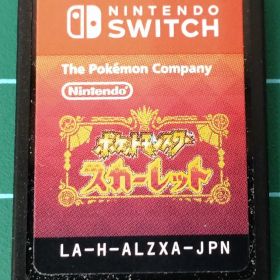 NINTENDO
SWITCH
The Pokémon Company
Nintendo
ポケットモンスター
スカーレット
LA-H-ALZXA-JPN